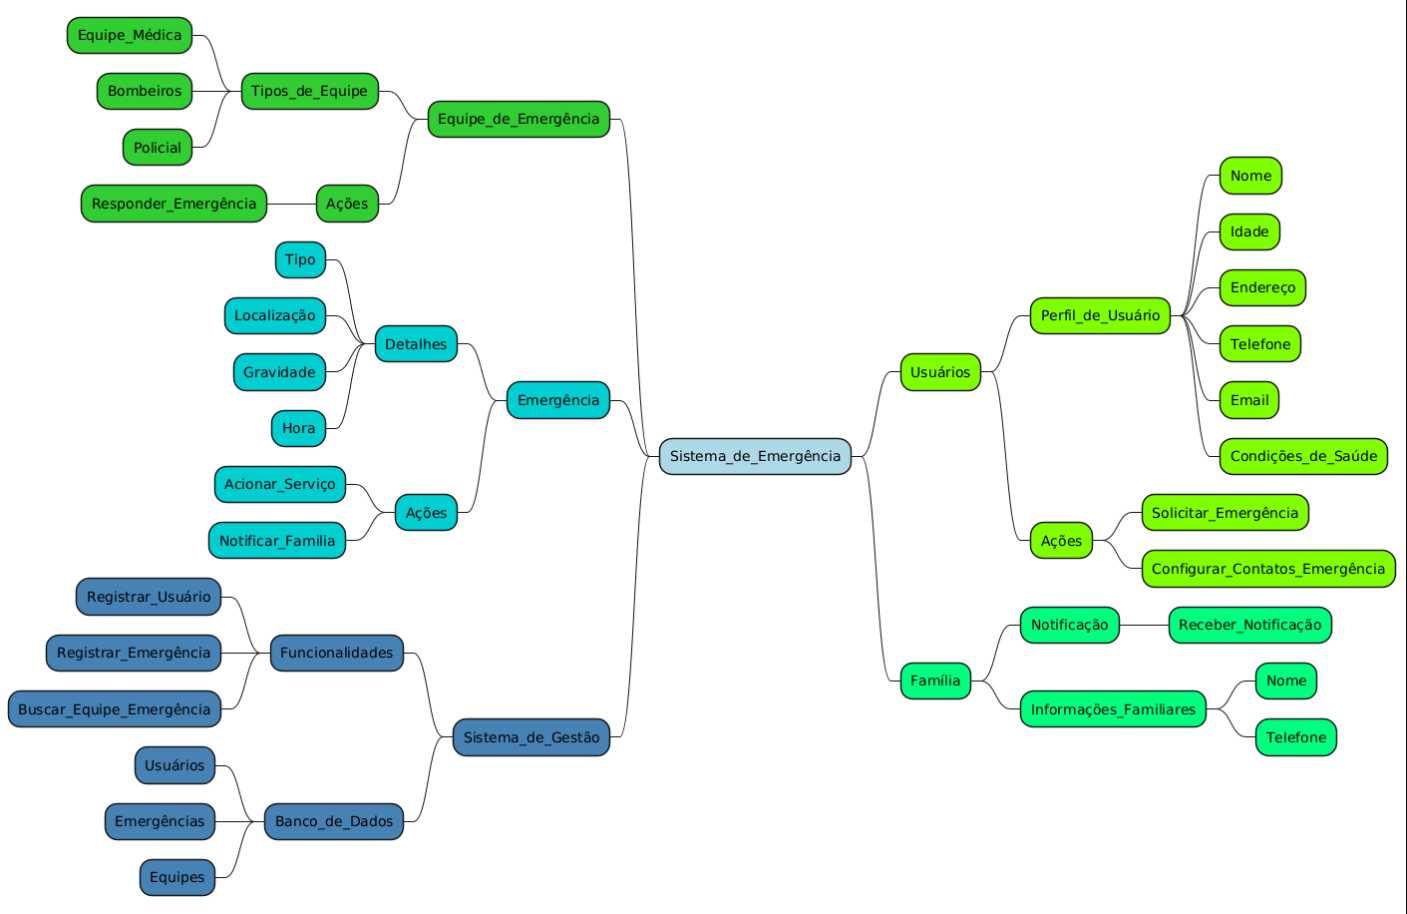 Equipe_Médica
Bombeiros
Tipos_de_Equipe
Equipe_de_Emergência
Policial
Responder_Emergência
Ações
Tipo
Localização
Detalhes
Gravidade
Emergência
Hora
Acionar_Serviço
Ações
Notificar_Familia
Registrar_Usuário
Registrar_Emergência
Funcionalidades
Buscar_Equipe_Emergência
Sistema_de_Gestão
Usuários
Emergências
Banco_de_Dados
Equipes
Sistema_de_Emergência
Nome
Idade
Endereço
Perfil_de_Usuário
Telefone
Usuários
Email
Condições_de_Saúde
Solicitar_Emergência
Ações
Configurar_Contatos_Emergência
Notificação
Receber_Notificação
Família
Nome
Informações_Familiares
Telefone